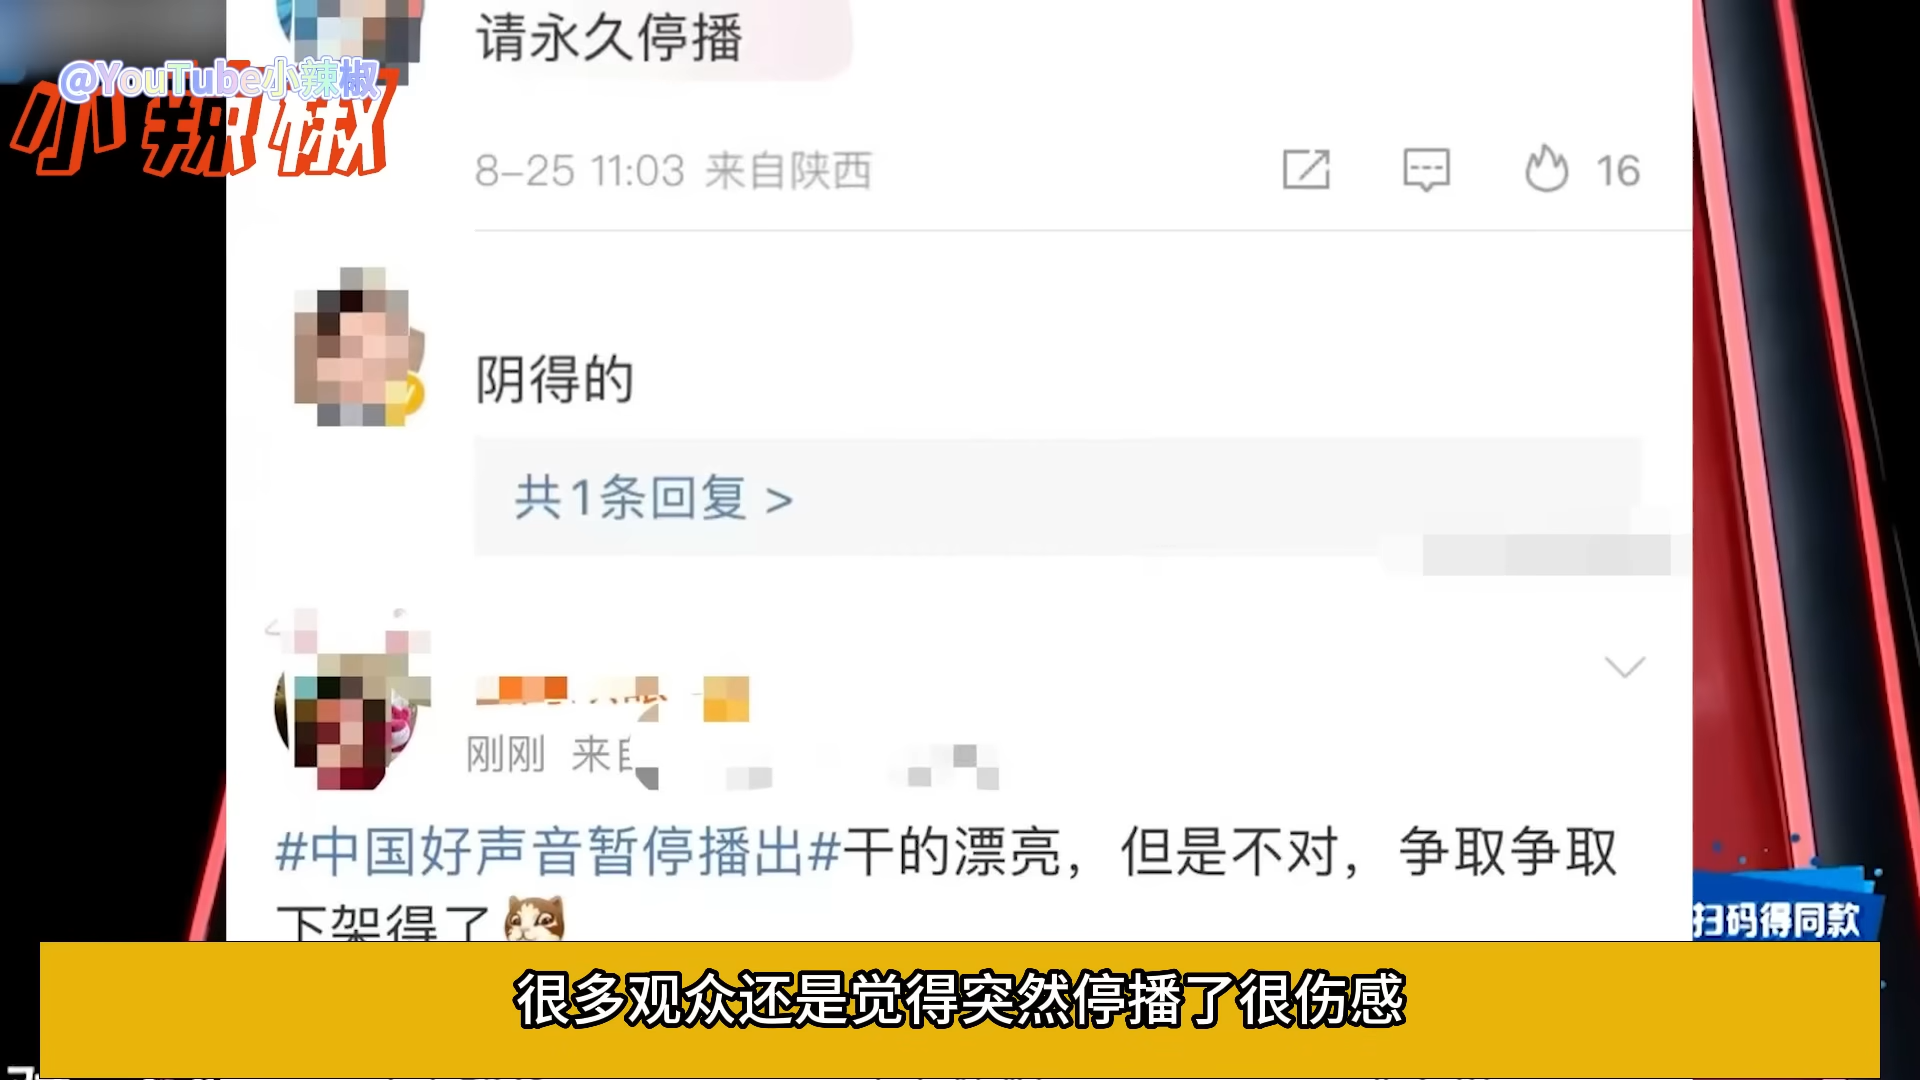 请永久停播
@YouTube小辣椒
小辣椒
8-25 11:03 来自陕西
16
阴得的
共1条回复 >
刚刚 来自
#中国好声音暂停播出#干的漂亮，但是不对，争取争取
下架得了
扫码得同款
很多观众还是觉得突然停播了很伤感